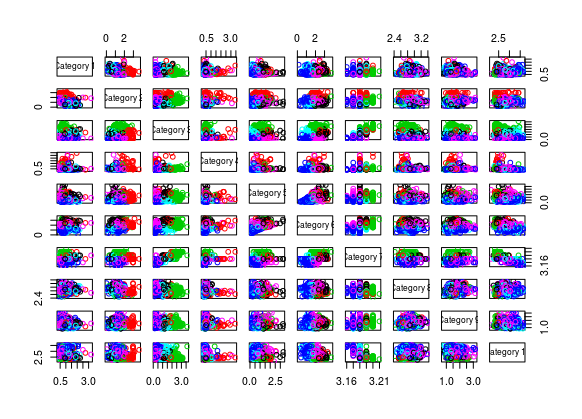 0 2 0.5 3.0 0 2 2.4 3.2 2.5
Category 1 0.5
0 Category 2
Category 3 0.0
0.5 Category 4
Category 5 0.0
0 Category 6
Category 7 3.16
2.4 Category 8
Category 9 1.0
2.5 Category 1
0.5 3.0 0.0 3.0 0.0 2.5 3.16 3.21 1.0 3.0